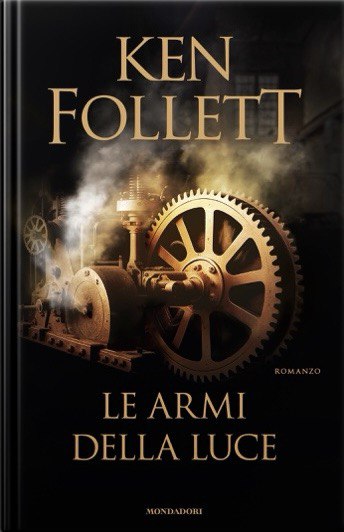 KEN
FOLLETT
ROMANZO
LE ARMI
DELLA LUCE
MONDADORI